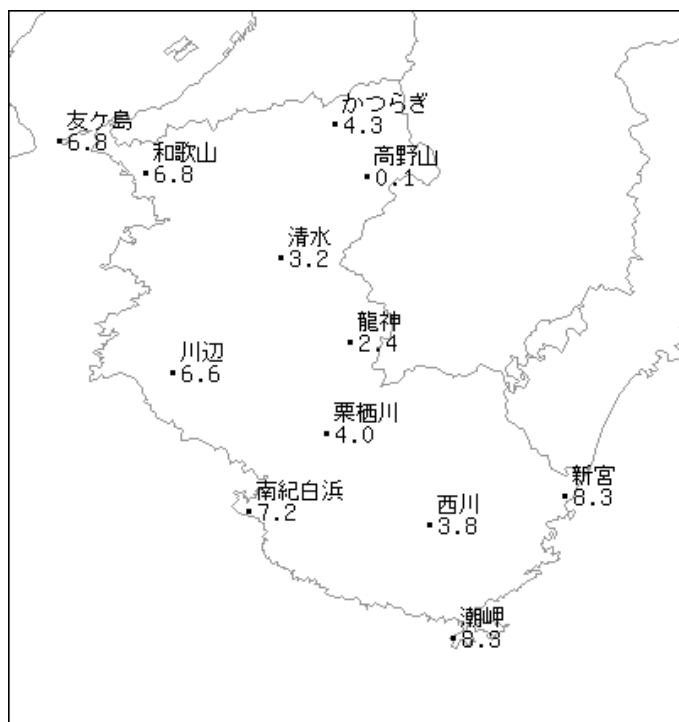 かつらぎ
4.3
友ケ島
6.8
和歌山
6.8
高野山
0.1
清水
3.2
龍神
2.4
川辺
6.6
栗栖川
4.0
新宮
8.3
南紀白浜
7.2
西川
3.8
潮岬
8.3